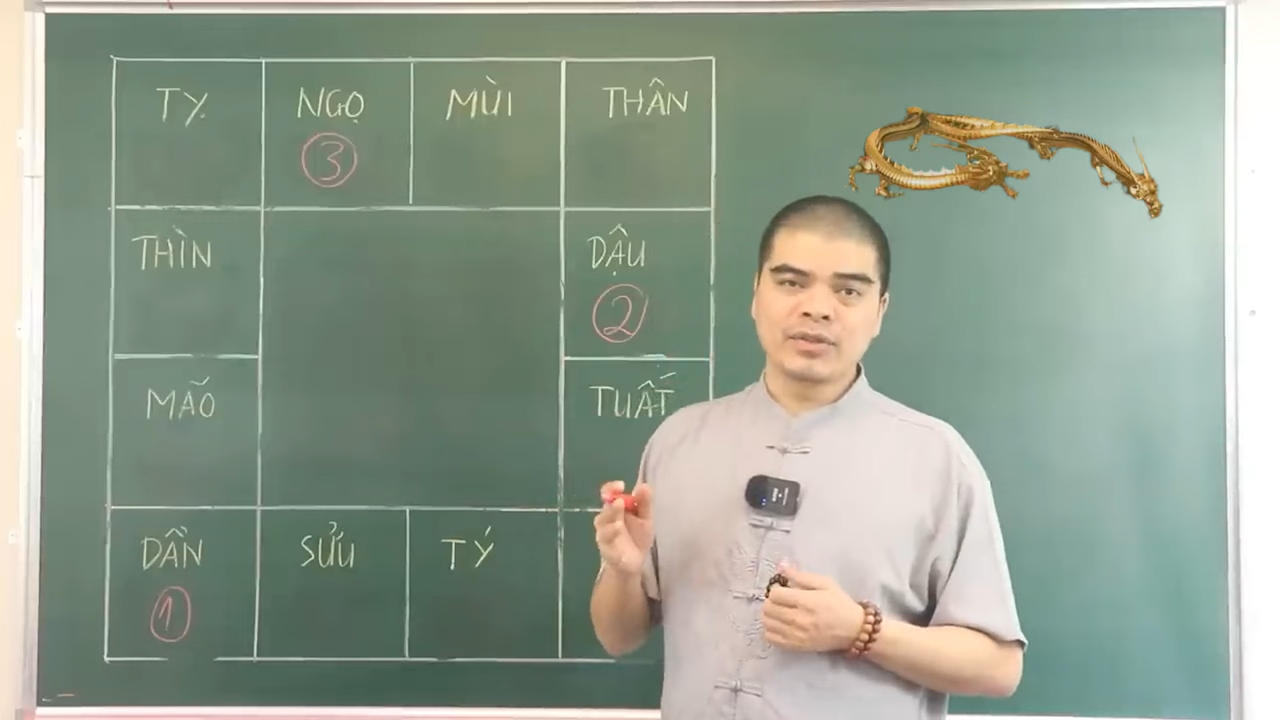 TỴ NGỌ MÙI THÂN
③
THÌN DẬU
②
MÃO TUẤT
DẦN SỬU TÝ
①